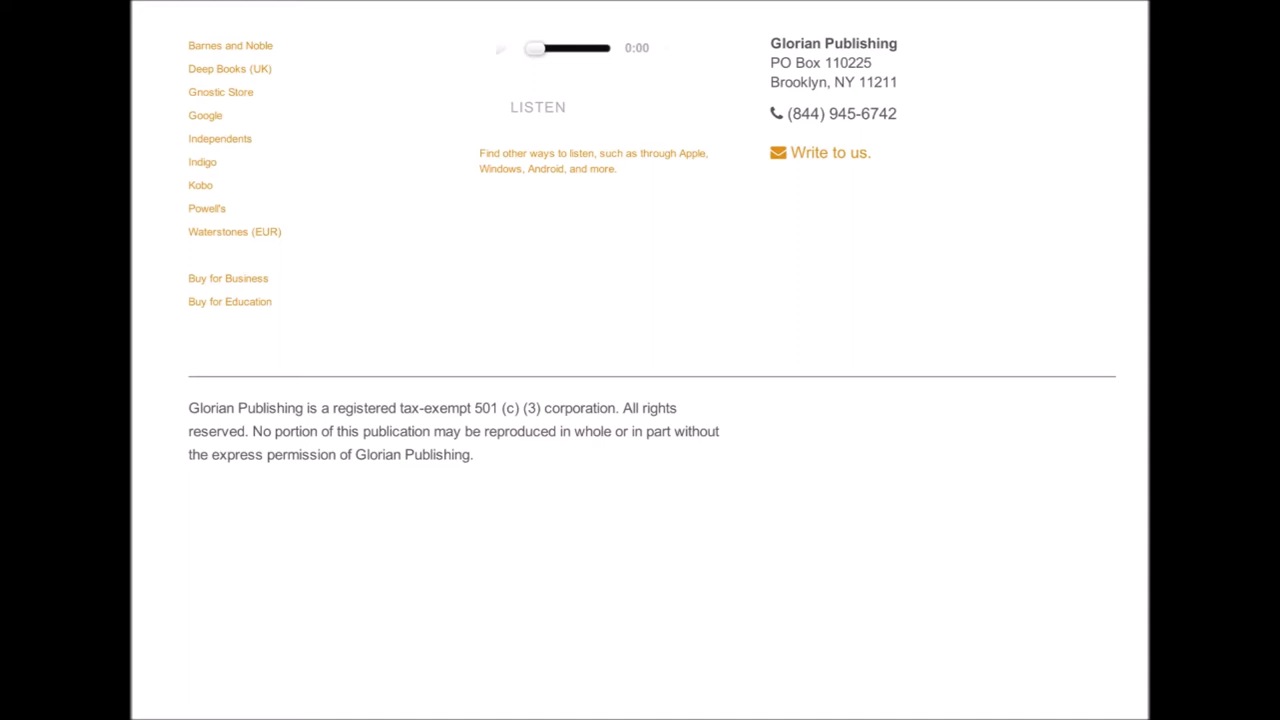 Barnes and Noble
Deep Books (UK)
Gnostic Store
Google
Independents
Indigo
Kobo
Powell's
Waterstones (EUR)
Buy for Business
Buy for Education
0:00
LISTEN
Find other ways to listen, such as through Apple,
Windows, Android, and more.
Glorian Publishing
PO Box 110225
Brooklyn, NY 11211
(844) 945-6742
Write to us.
Glorian Publishing is a registered tax-exempt 501 (c) (3) corporation. All rights
reserved. No portion of this publication may be reproduced in whole or in part without
the express permission of Glorian Publishing.